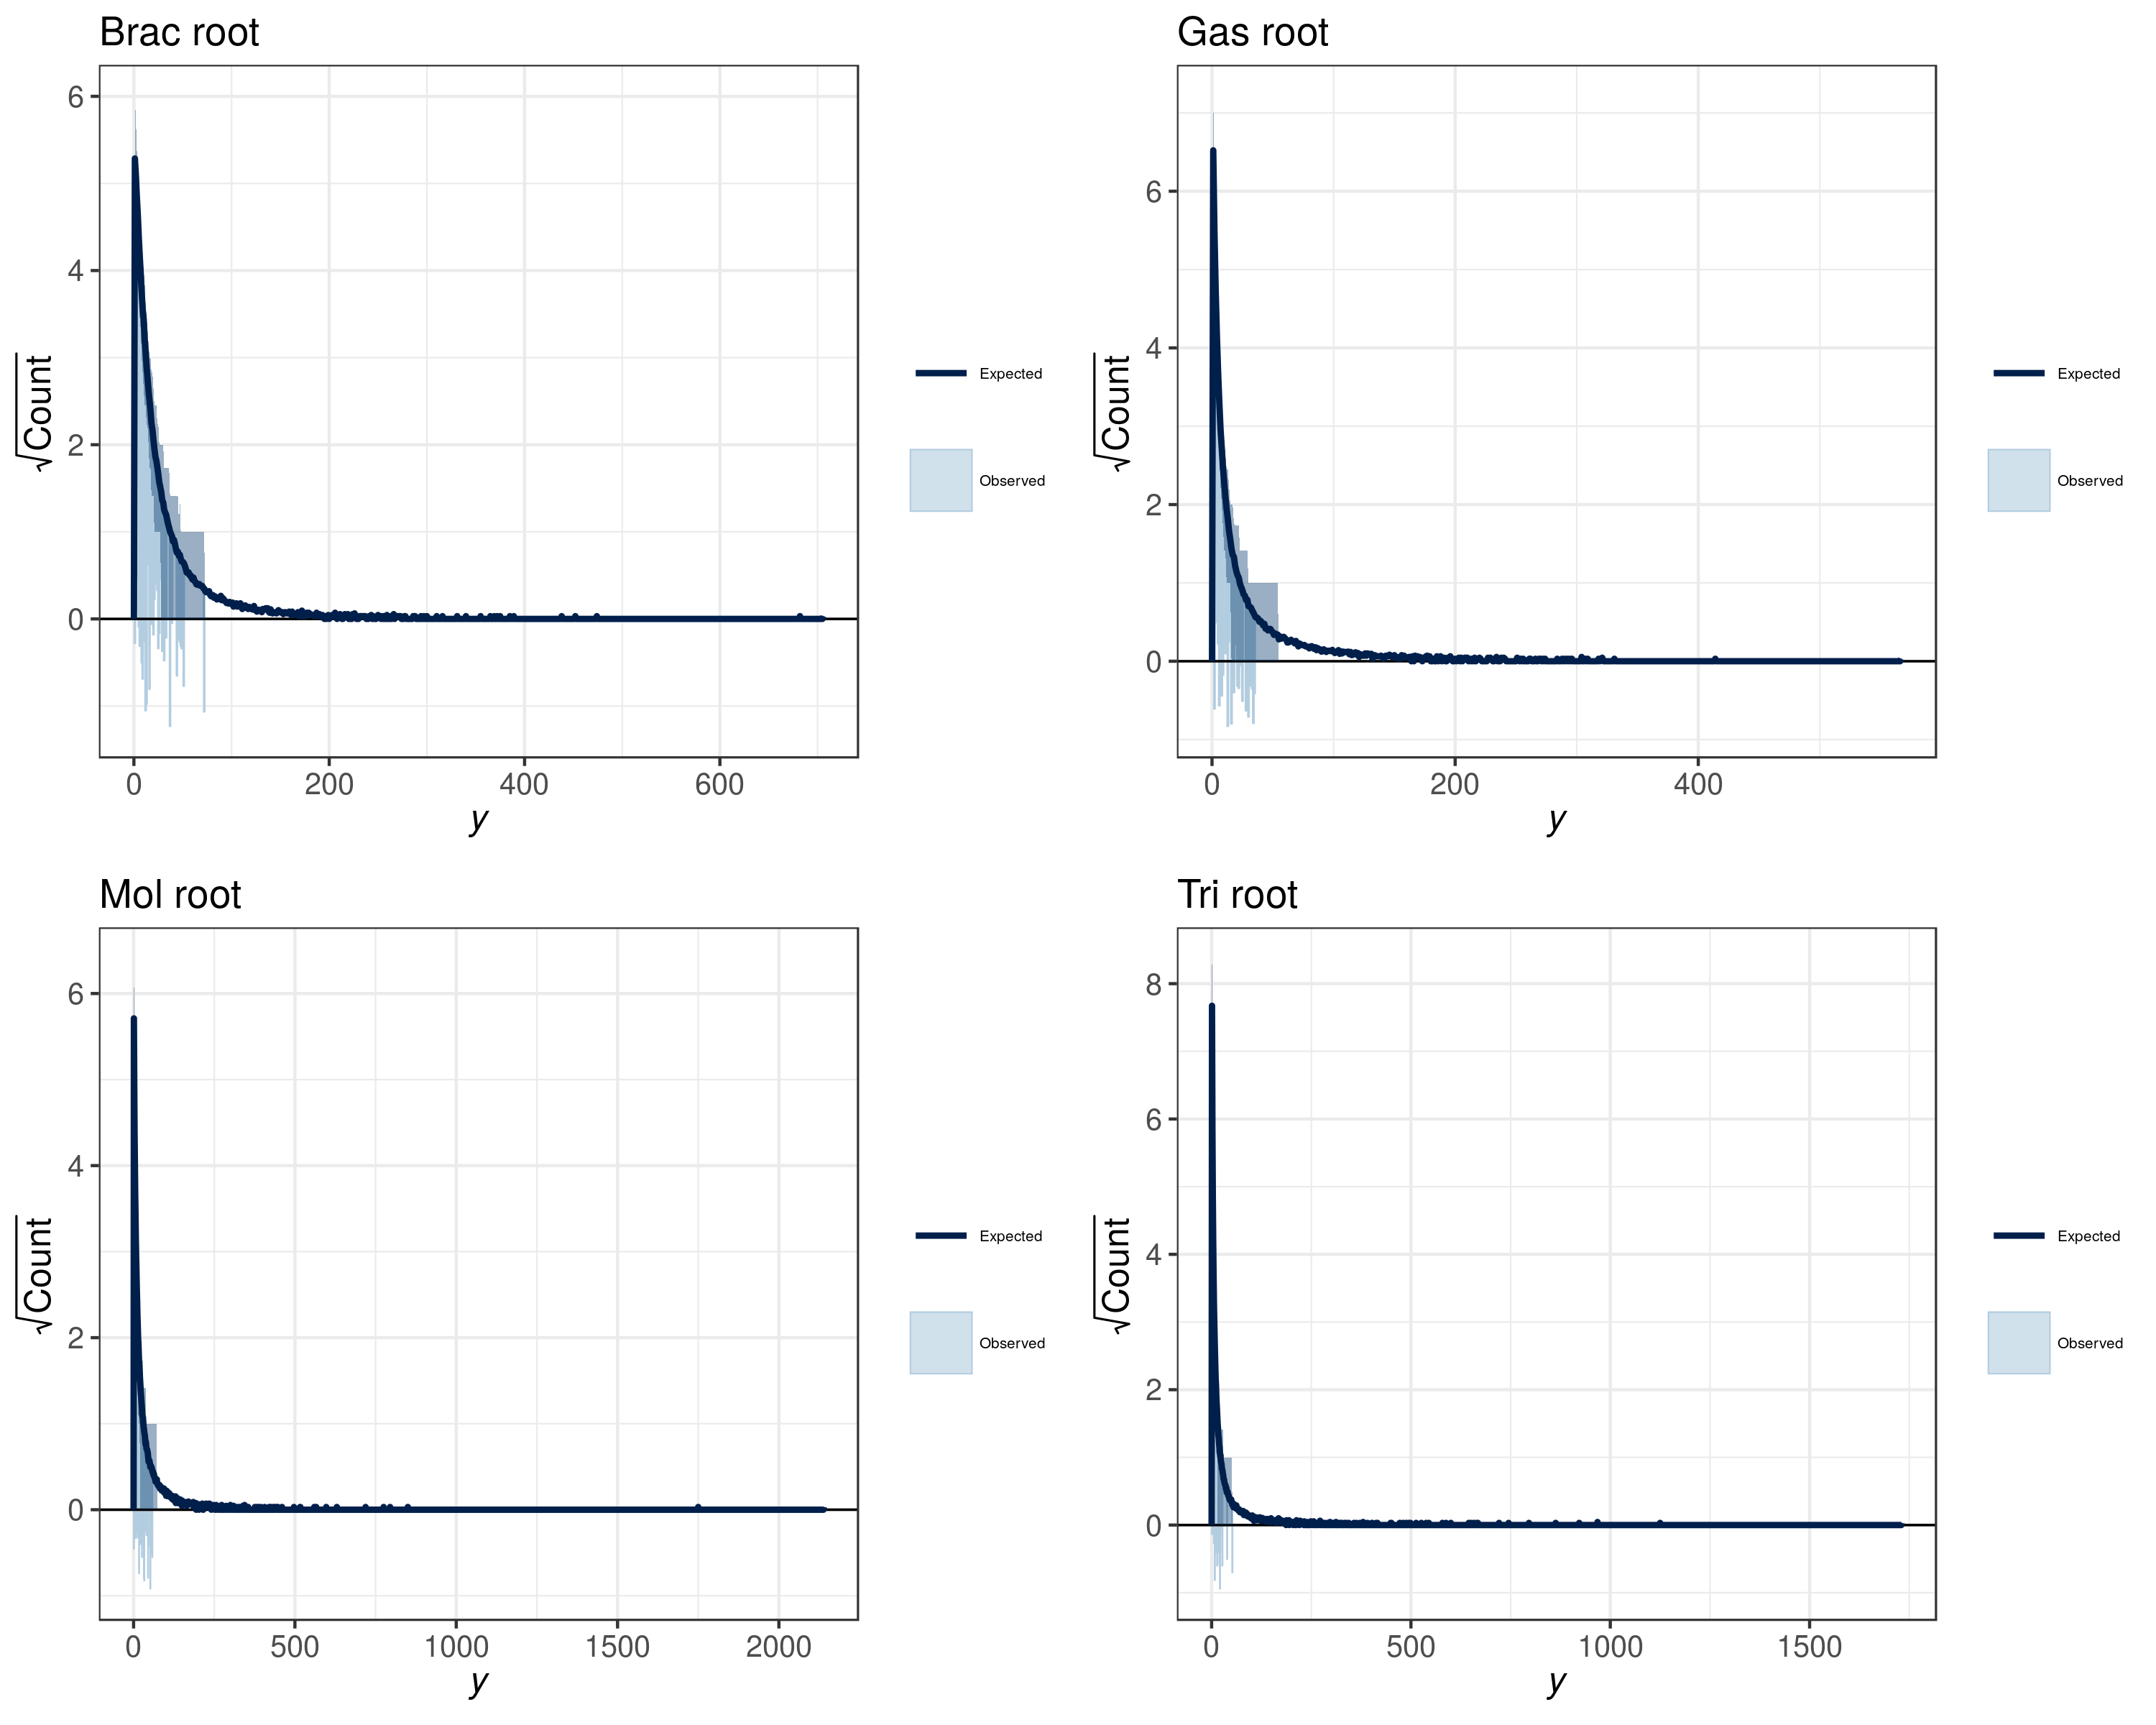 Brac root
6
4
2
0
√Count
0 200 400 600
y
Expected
Observed
Gas root
6
4
2
0
√Count
0 200 400
y
Expected
Observed
Mol root
6
4
2
0
√Count
0 500 1000 1500 2000
y
Expected
Observed
Tri root
8
6
4
2
0
√Count
0 500 1000 1500
y
Expected
Observed